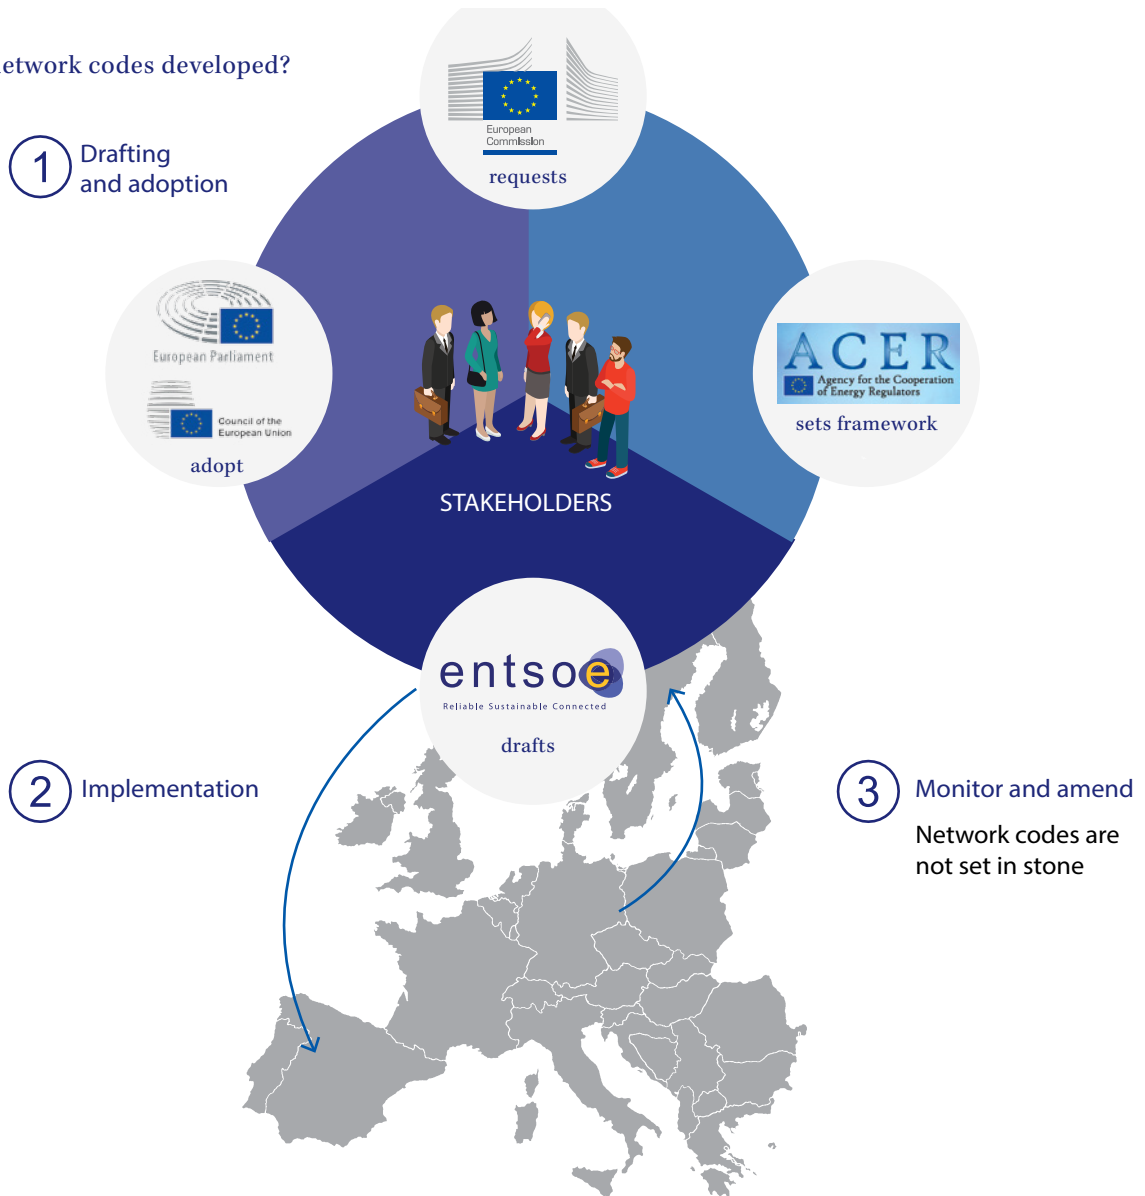 network codes developed?
1
Drafting
and adoption
European
Commission
requests
European Parliament
Council of the
European Union
adopt
ACER
Agency for the Cooperation
of Energy Regulators
sets framework
STAKEHOLDERS
entsoe
Reliable Sustainable Connected
drafts
2
Implementation
3
Monitor and amend
Network codes are
not set in stone